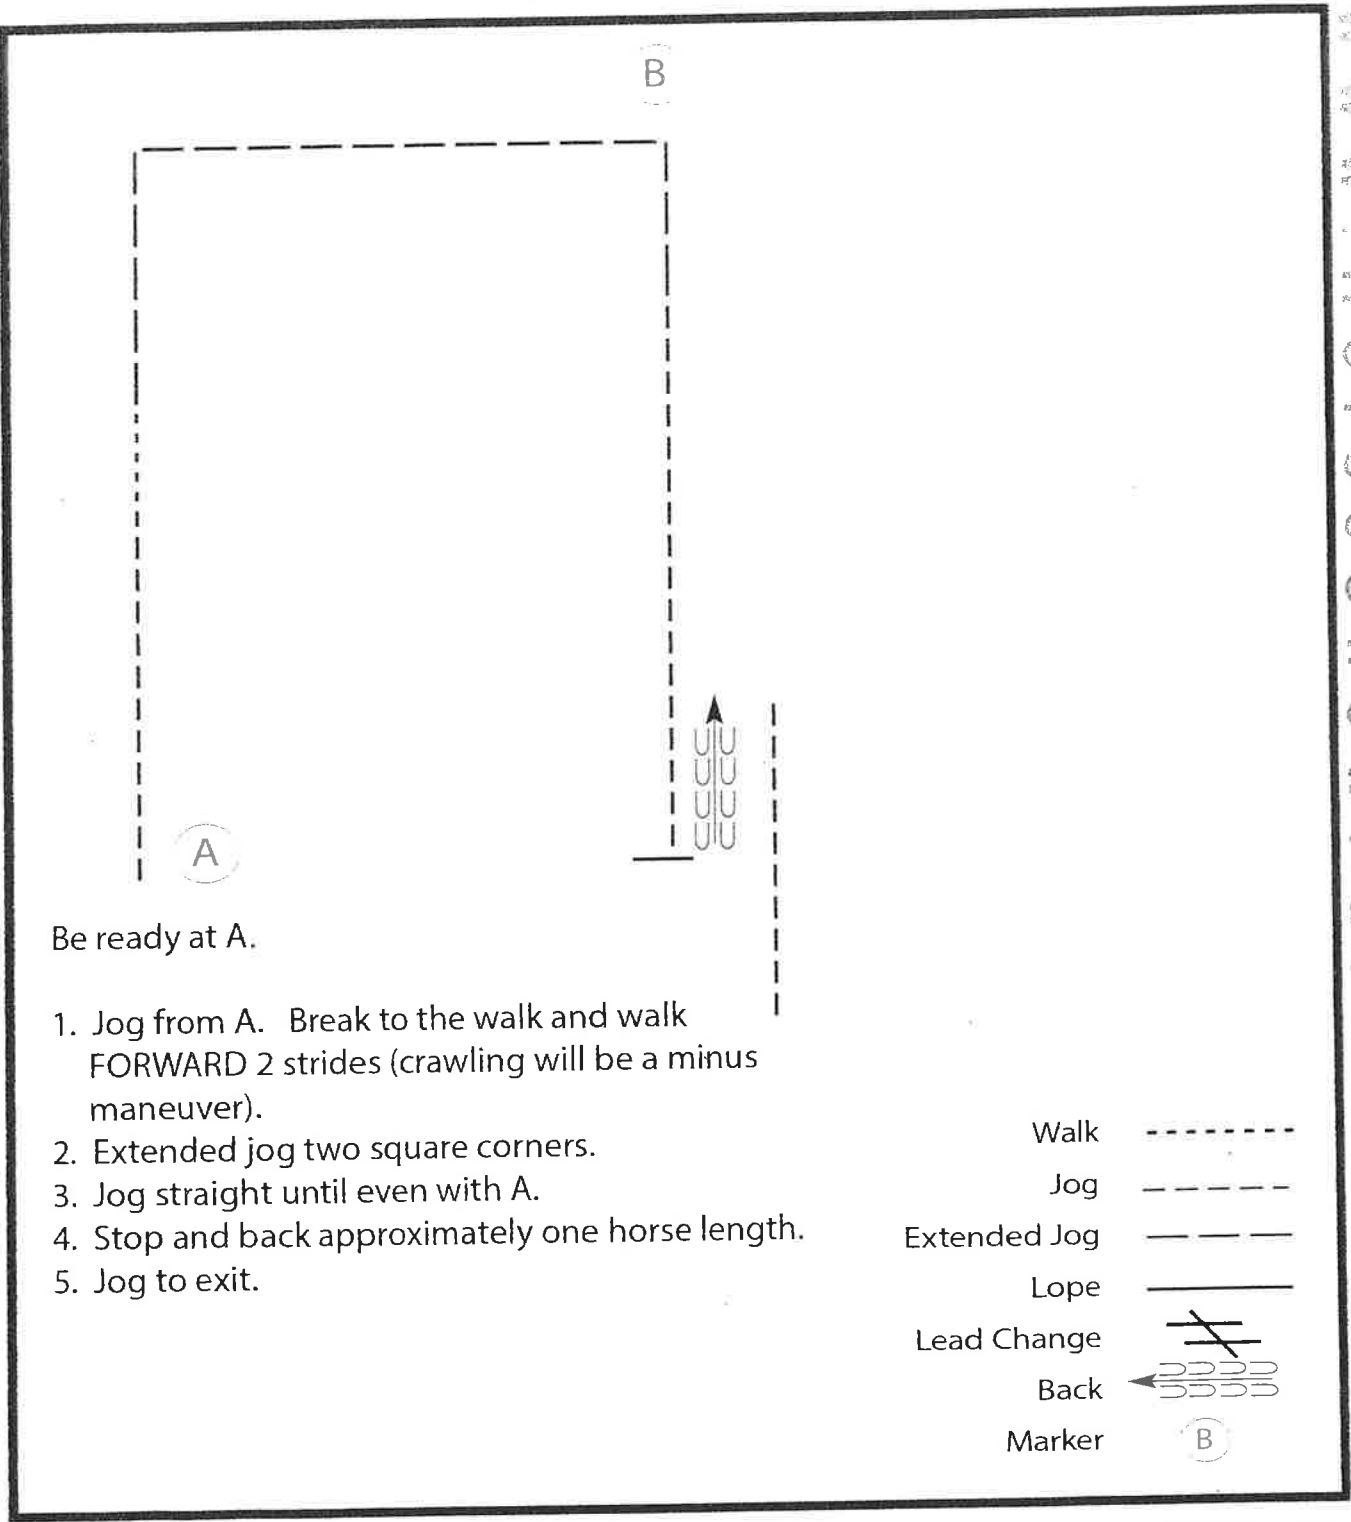 B
A
Be ready at A.
1. Jog from A. Break to the walk and walk
FORWARD 2 strides (crawling will be a minus
maneuver).
2. Extended jog two square corners.
3. Jog straight until even with A.
4. Stop and back approximately one horse length.
5. Jog to exit.
Walk
Jog
Extended Jog
Lope
Lead Change
Back
Marker B